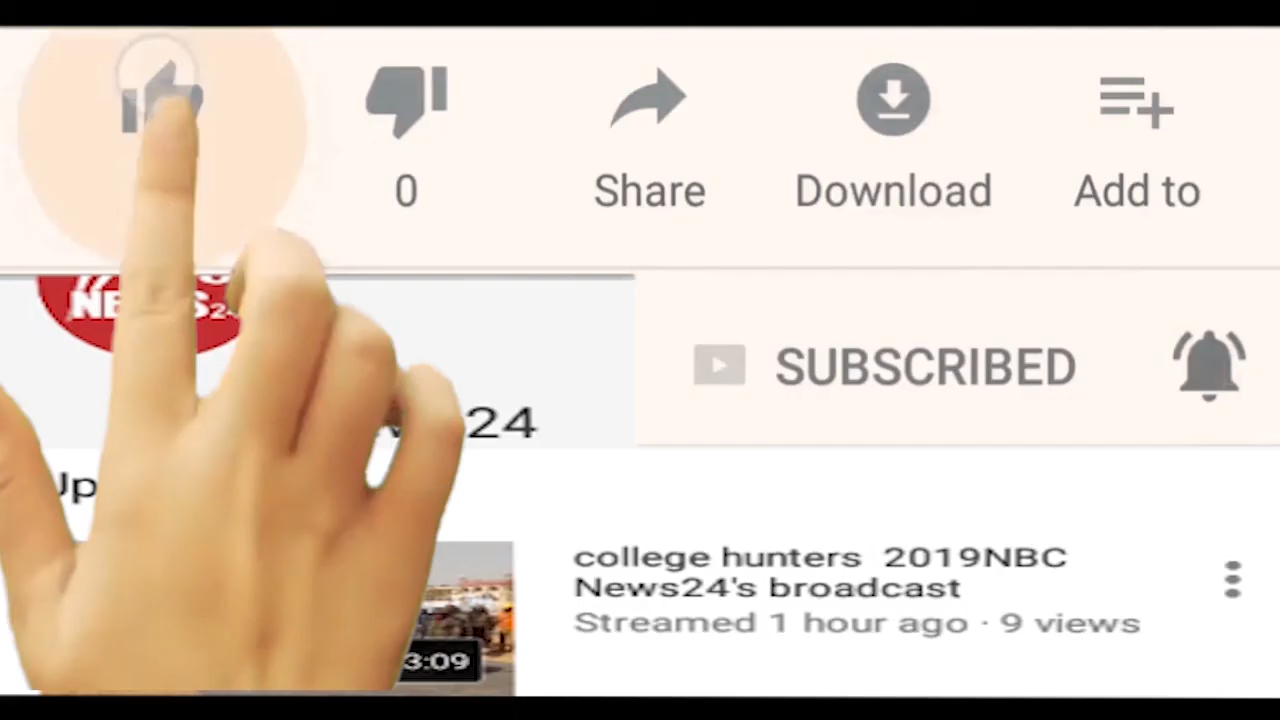 0
Share
Download
Add to
SUBSCRIBED
24
Up
college hunters 2019NBC
News24's broadcast
Streamed 1 hour ago · 9 views
3:09